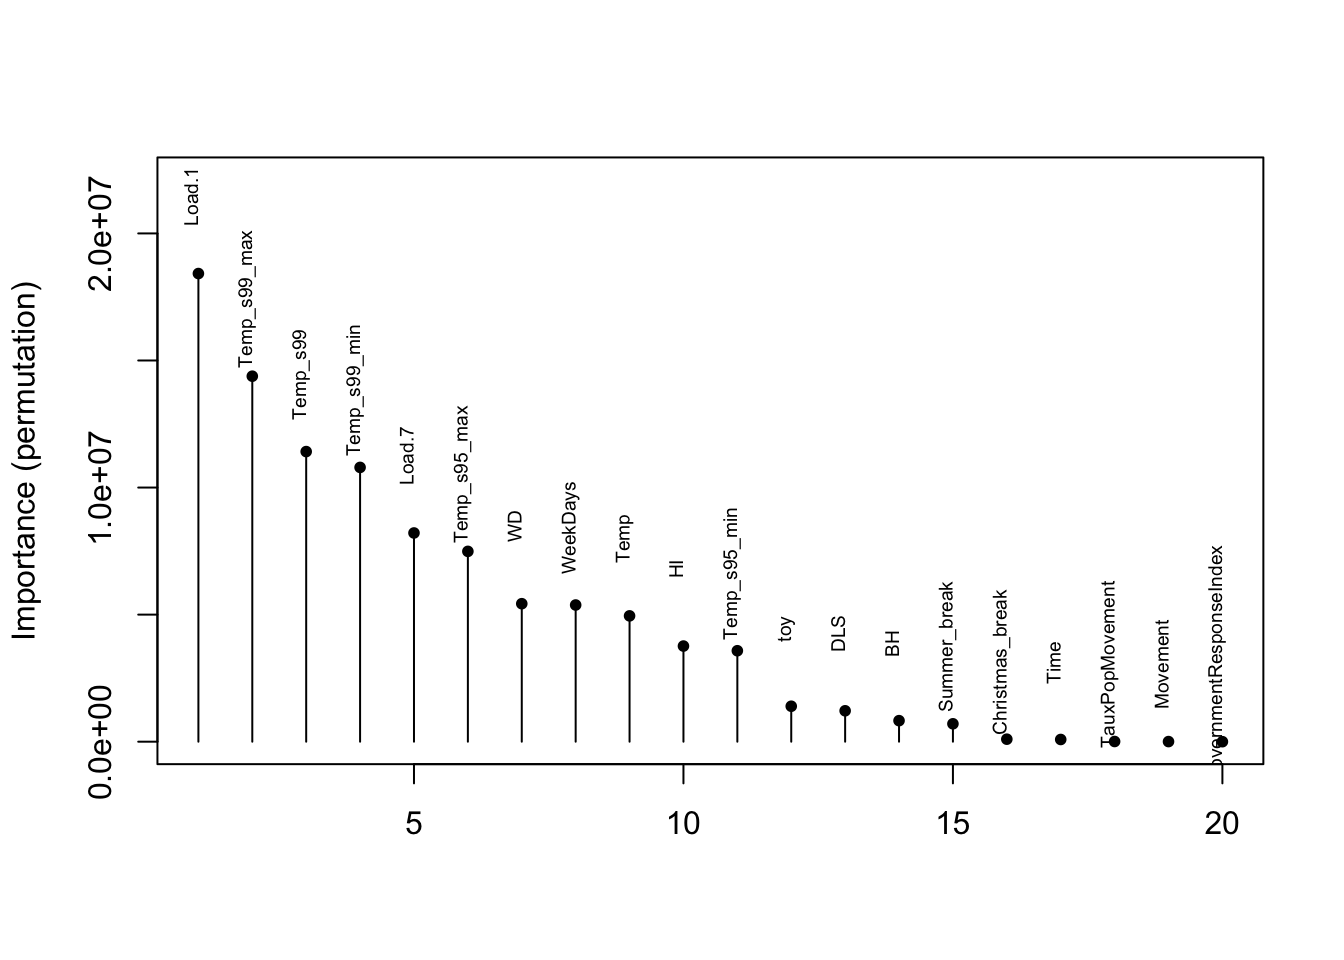 Importance (permutation)
2.0e+07
1.0e+07
0.0e+00
Load.1
Temp_s99_max
Temp_s99
Temp_s99_min
Load.7
Temp_s95_max
WD
WeekDays
Temp
HI
Temp_s95_min
toy
DLS
BH
Summer_break
Christmas_break
Time
TauxPopMovement
Movement
overnmentResponseIndex
5
10
15
20